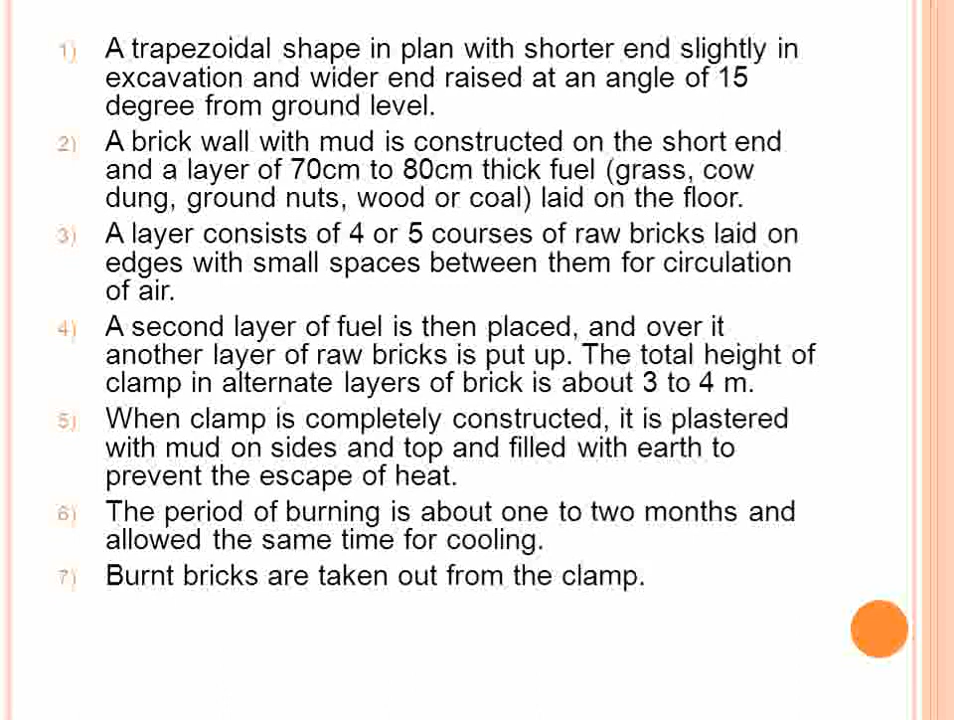 1) A trapezoidal shape in plan with shorter end slightly in
excavation and wider end raised at an angle of 15
degree from ground level.
2) A brick wall with mud is constructed on the short end
and a layer of 70cm to 80cm thick fuel (grass, cow
dung, ground nuts, wood or coal) laid on the floor.
3) A layer consists of 4 or 5 courses of raw bricks laid on
edges with small spaces between them for circulation
of air.
4) A second layer of fuel is then placed, and over it
another layer of raw bricks is put up. The total height of
clamp in alternate layers of brick is about 3 to 4 m.
5) When clamp is completely constructed, it is plastered
with mud on sides and top and filled with earth to
prevent the escape of heat.
6) The period of burning is about one to two months and
allowed the same time for cooling.
7) Burnt bricks are taken out from the clamp.